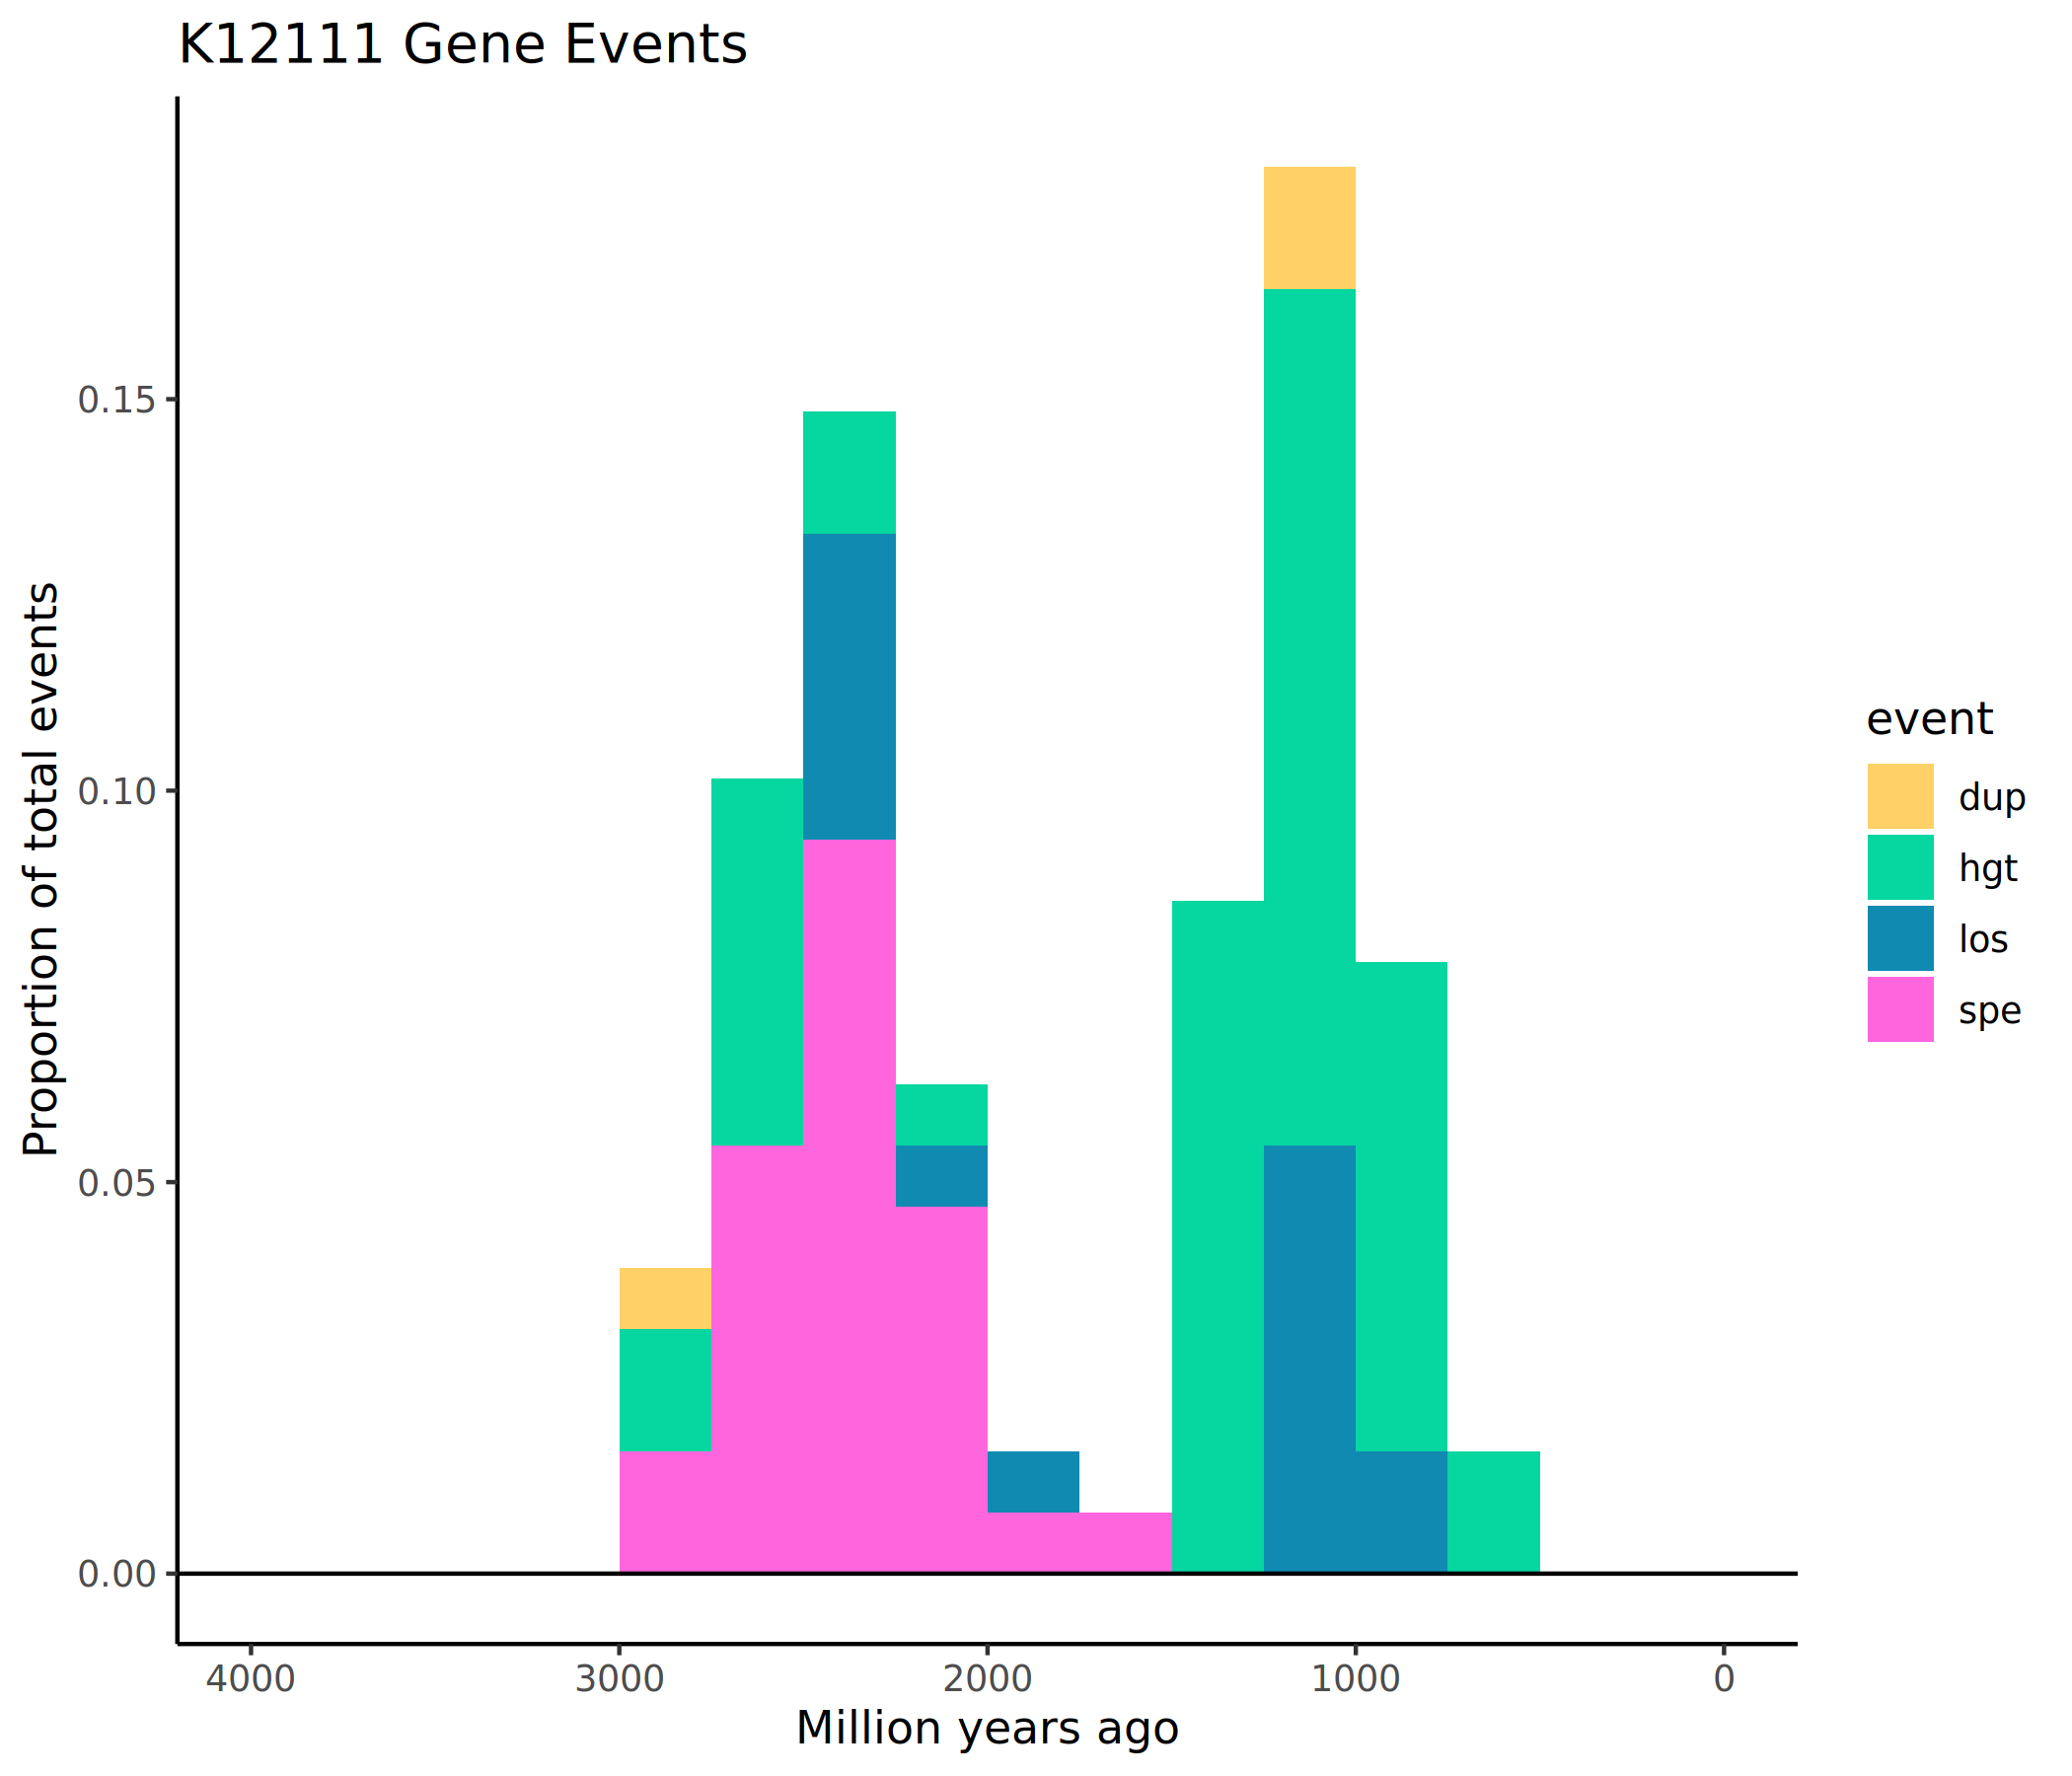 K12111 Gene Events
Proportion of total events
0.15
0.10
0.05
0.00
4000 3000 2000 1000 0
Million years ago
event
dup
hgt
los
spe